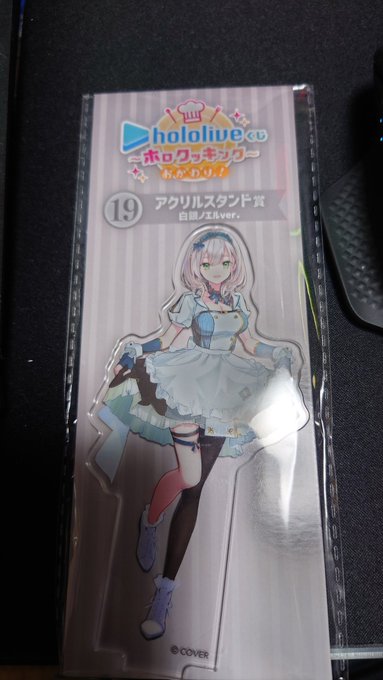 hololive くじ
~ホロクッキング~
おかわり!
19 アクリルスタンド賞
白銀ノエルver.
© COVER